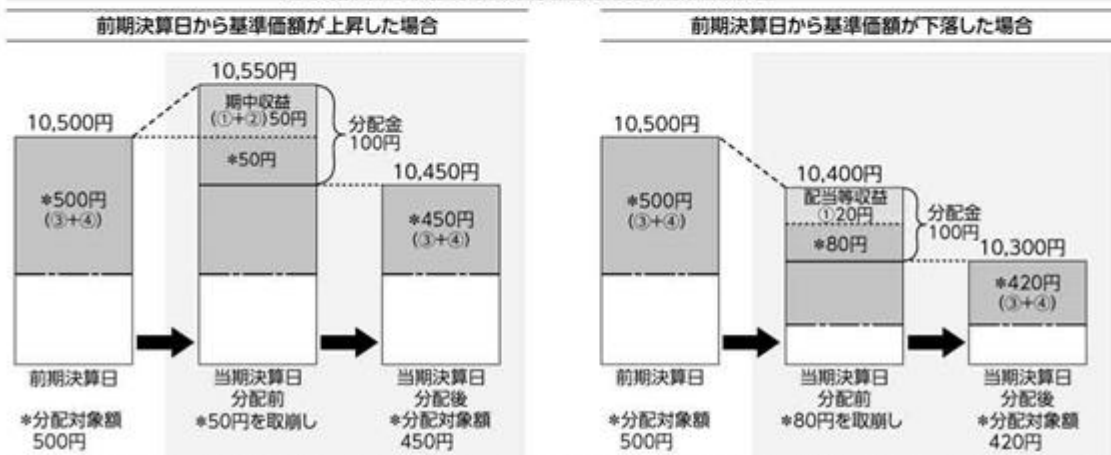 前期決算日から基準価額が上昇した場合
10,550円
期中収益
(①+②)50円
10,500円
分配金
100円
*50円
10,450円
*500円
(③+④)
*450円
(③+④)
前期決算日
当期決算日
分配前
当期決算日
分配後
*分配対象額
500円
*50円を取崩し
*分配対象額
450円
前期決算日から基準価額が下落した場合
10,500円
10,400円
配当等収益
①20円
分配金
100円
*500円
(③+④)
*80円
10,300円
*420円
(③+④)
前期決算日
当期決算日
分配前
当期決算日
分配後
*分配対象額
500円
*80円を取崩し
*分配対象額
420円